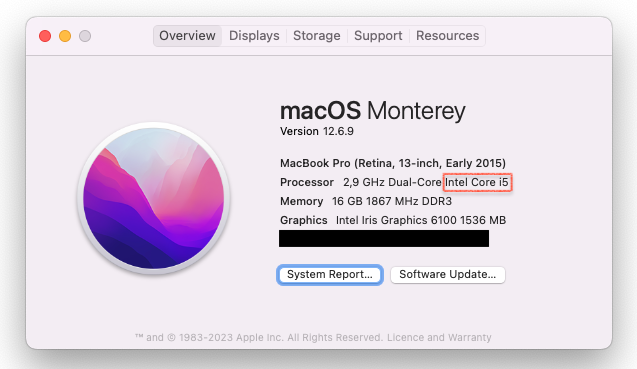 Overview Displays Storage Support Resources
macOS Monterey
Version 12.6.9
MacBook Pro (Retina, 13-inch, Early 2015)
Processor 2,9 GHz Dual-Core Intel Core i5
Memory 16 GB 1867 MHz DDR3
Graphics Intel Iris Graphics 6100 1536 MB
System Report... Software Update...
™ and © 1983-2023 Apple Inc. All Rights Reserved. Licence and Warranty